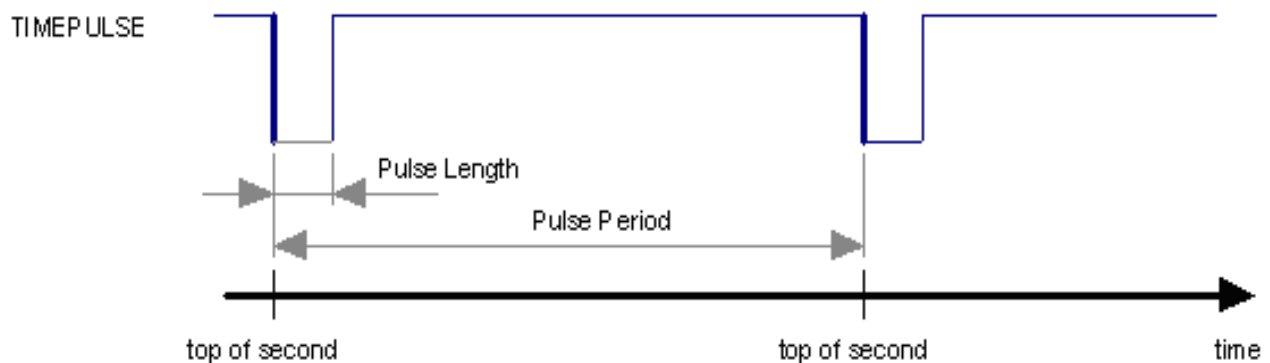 TIMEPULSE
Pulse Length
Pulse Period
top of second
top of second
time